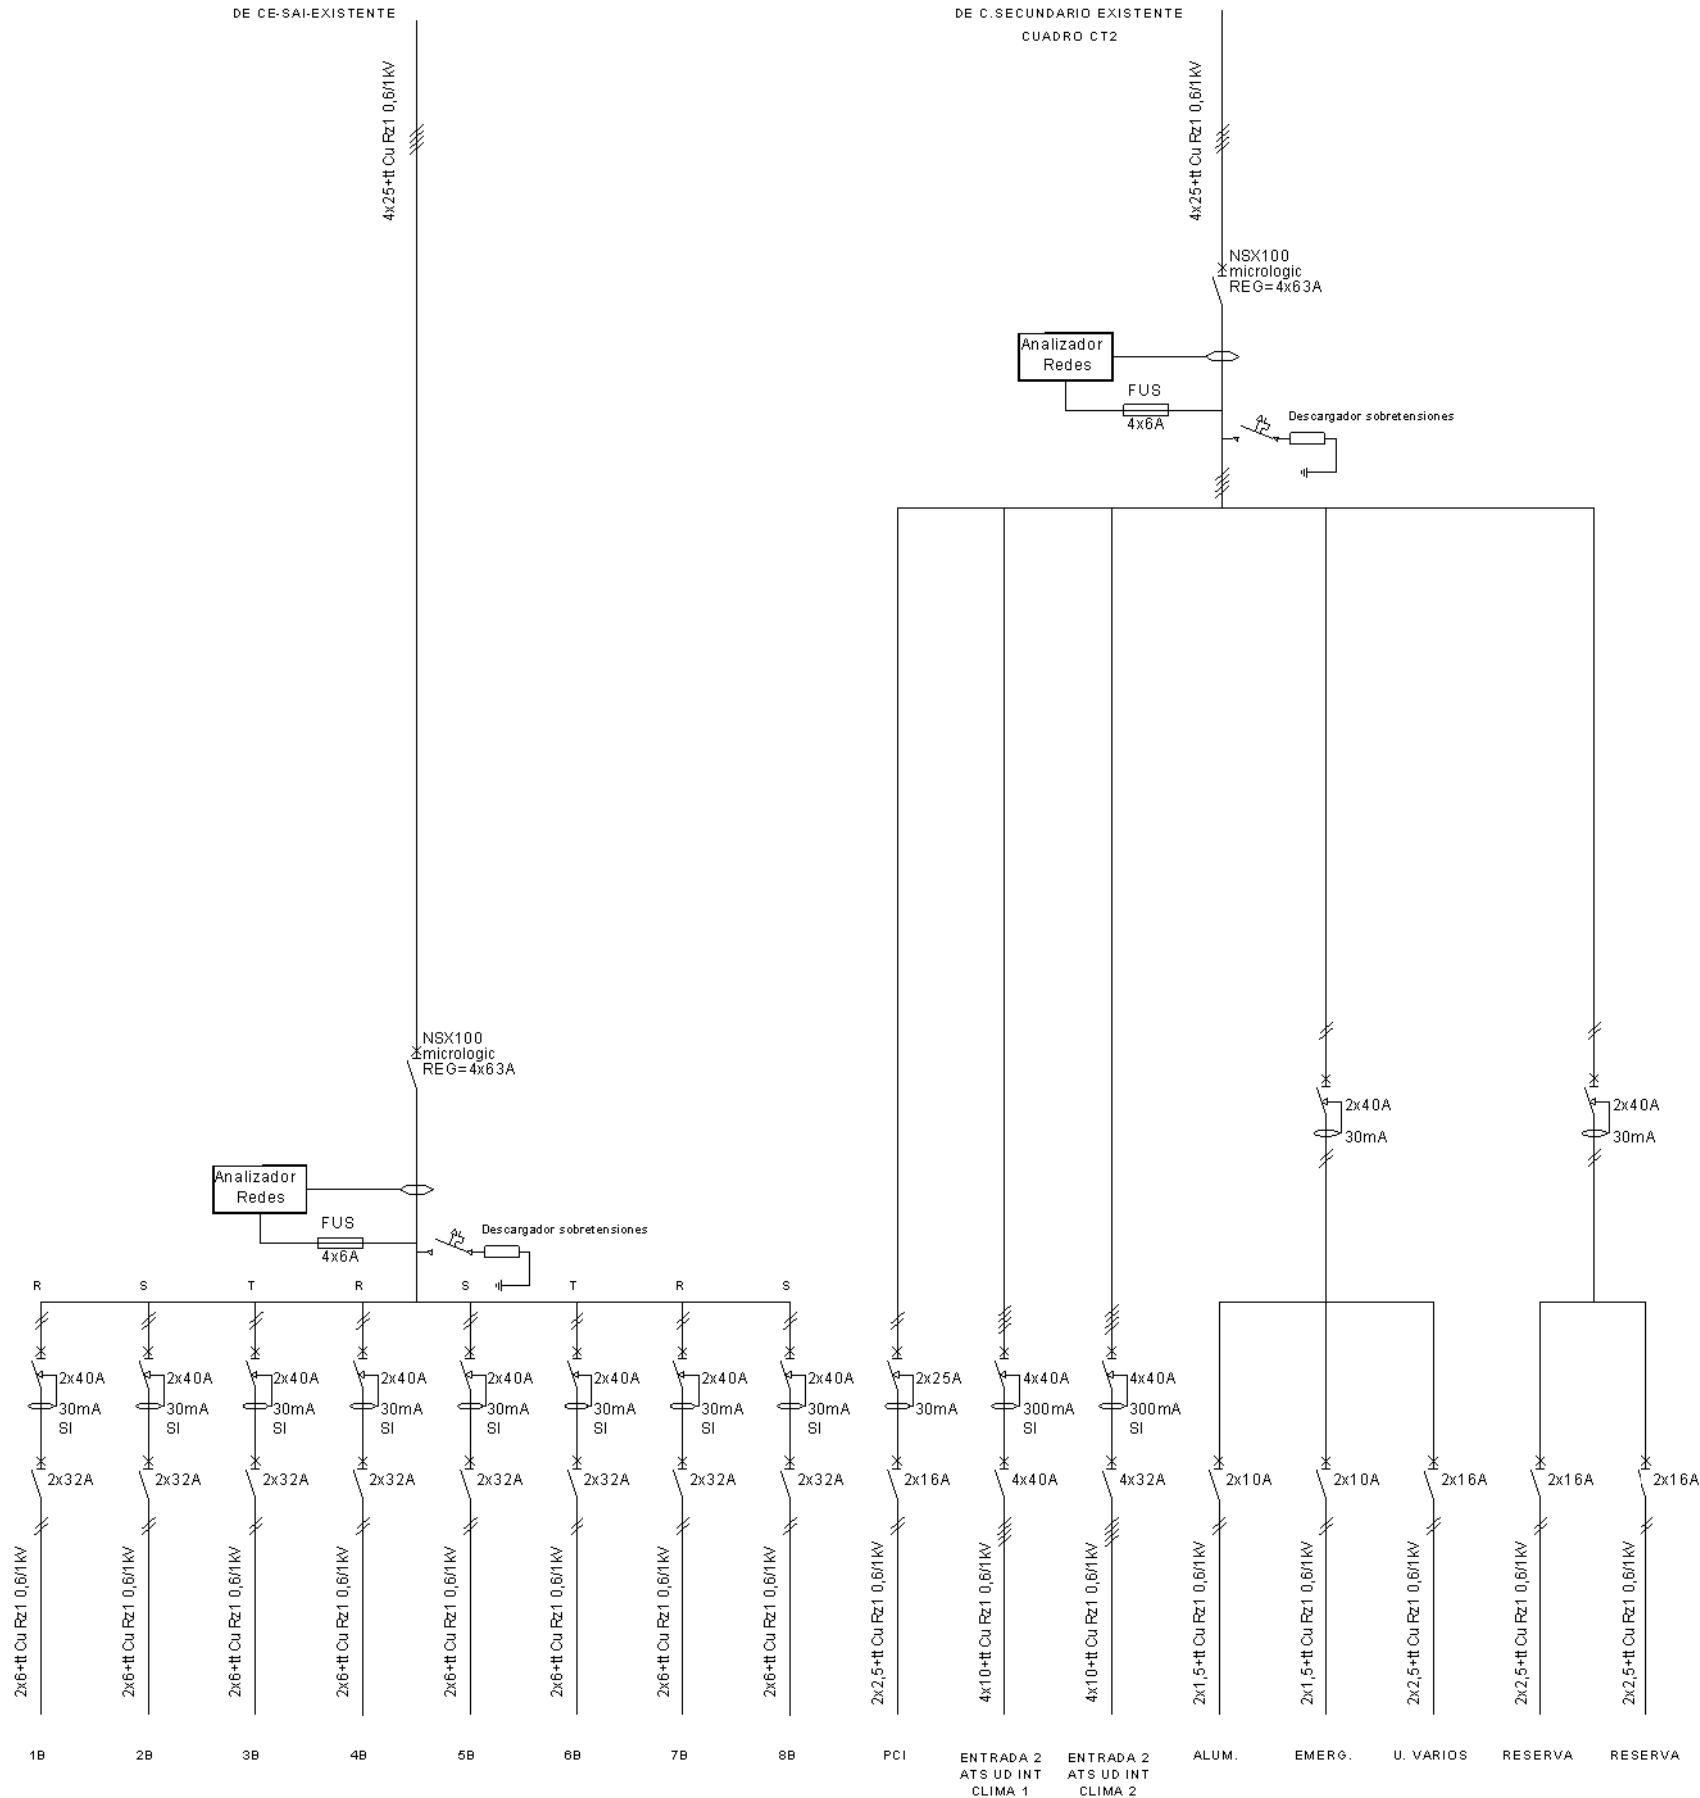 DE CE-SAI-EXISTENTE
DE C.SECUNDARIO EXISTENTE
CUADRO CT2
4x25+tt Cu Rz1 0,6/1kV
4x25+tt Cu Rz1 0,6/1kV
NSX100
micrologic
REG=4x63A
Analizador
Redes
FUS
4x6A
Descargador sobretensiones
NSX100
micrologic
REG=4x63A
2x40A
30mA
2x40A
30mA
Analizador
Redes
FUS
4x6A
Descargador sobretensiones
R
S
T
R
S
T
R
S
2x40A
30mA
SI
2x40A
30mA
SI
2x40A
30mA
SI
2x40A
30mA
SI
2x40A
30mA
SI
2x40A
30mA
SI
2x40A
30mA
SI
2x40A
30mA
SI
2x25A
30mA
4x40A
300mA
SI
4x40A
300mA
SI
2x32A
2x32A
2x32A
2x32A
2x32A
2x32A
2x32A
2x32A
2x16A
4x40A
4x32A
2x10A
2x10A
2x16A
2x16A
2x16A
2x6+tt Cu Rz1 0,6/1kV
2x6+tt Cu Rz1 0,6/1kV
2x6+tt Cu Rz1 0,6/1kV
2x6+tt Cu Rz1 0,6/1kV
2x6+tt Cu Rz1 0,6/1kV
2x6+tt Cu Rz1 0,6/1kV
2x6+tt Cu Rz1 0,6/1kV
2x6+tt Cu Rz1 0,6/1kV
2x2,5+tt Cu Rz1 0,6/1kV
4x10+tt Cu Rz1 0,6/1kV
4x10+tt Cu Rz1 0,6/1kV
2x1,5+tt Cu Rz1 0,6/1kV
2x1,5+tt Cu Rz1 0,6/1kV
2x2,5+tt Cu Rz1 0,6/1kV
2x2,5+tt Cu Rz1 0,6/1kV
2x2,5+tt Cu Rz1 0,6/1kV
1B
2B
3B
4B
5B
6B
7B
8B
PCI
ENTRADA 2
ATS UD INT
CLIMA 1
ENTRADA 2
ATS UD INT
CLIMA 2
ALUM.
EMERG.
U. VARIOS
RESERVA
RESERVA